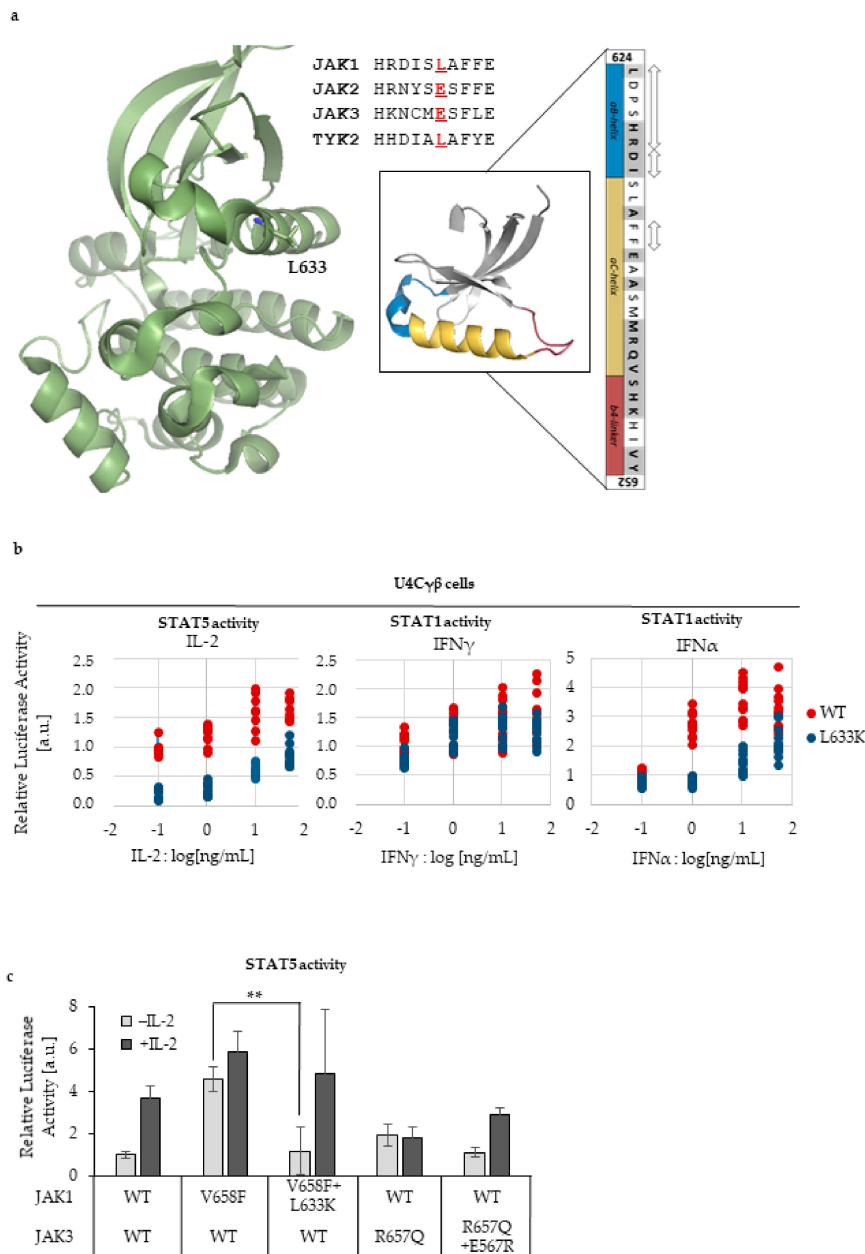 a
JAK1 HRDISLAFFE
JAK2 HRNYSESFFE
JAK3 HKNCMESFLE
TYK2 HHDIALAFYE
L633
624
αB-helix
αC-helix
b4-linker
L
D
P
S
H
R
D
I
S
L
A
F
F
E
A
A
S
M
M
R
Q
V
S
H
K
H
I
V
Y
652
b
U4Cγβ cells
STAT5 activity
IL-2
STAT1 activity
IFNγ
STAT1 activity
IFNα
Relative Luciferase Activity
[a.u.]
2.5
2.0
1.5
1.0
0.5
0.0
-2 -1 0 1 2
IL-2 : log[ng/mL]
2.5
2.0
1.5
1.0
0.5
0.0
-2 -1 0 1 2
IFNγ : log [ng/mL]
5
4
3
2
1
0
-2 -1 0 1 2
IFNα : log[ng/mL]
WT
L633K
c
STAT5 activity
Relative Luciferase
Activity [a.u.]
8
6
4
2
0
–IL-2
+IL-2
**
JAK1 WT V658F V658F+ L633K WT WT
JAK3 WT WT WT R657Q R657Q +E567R